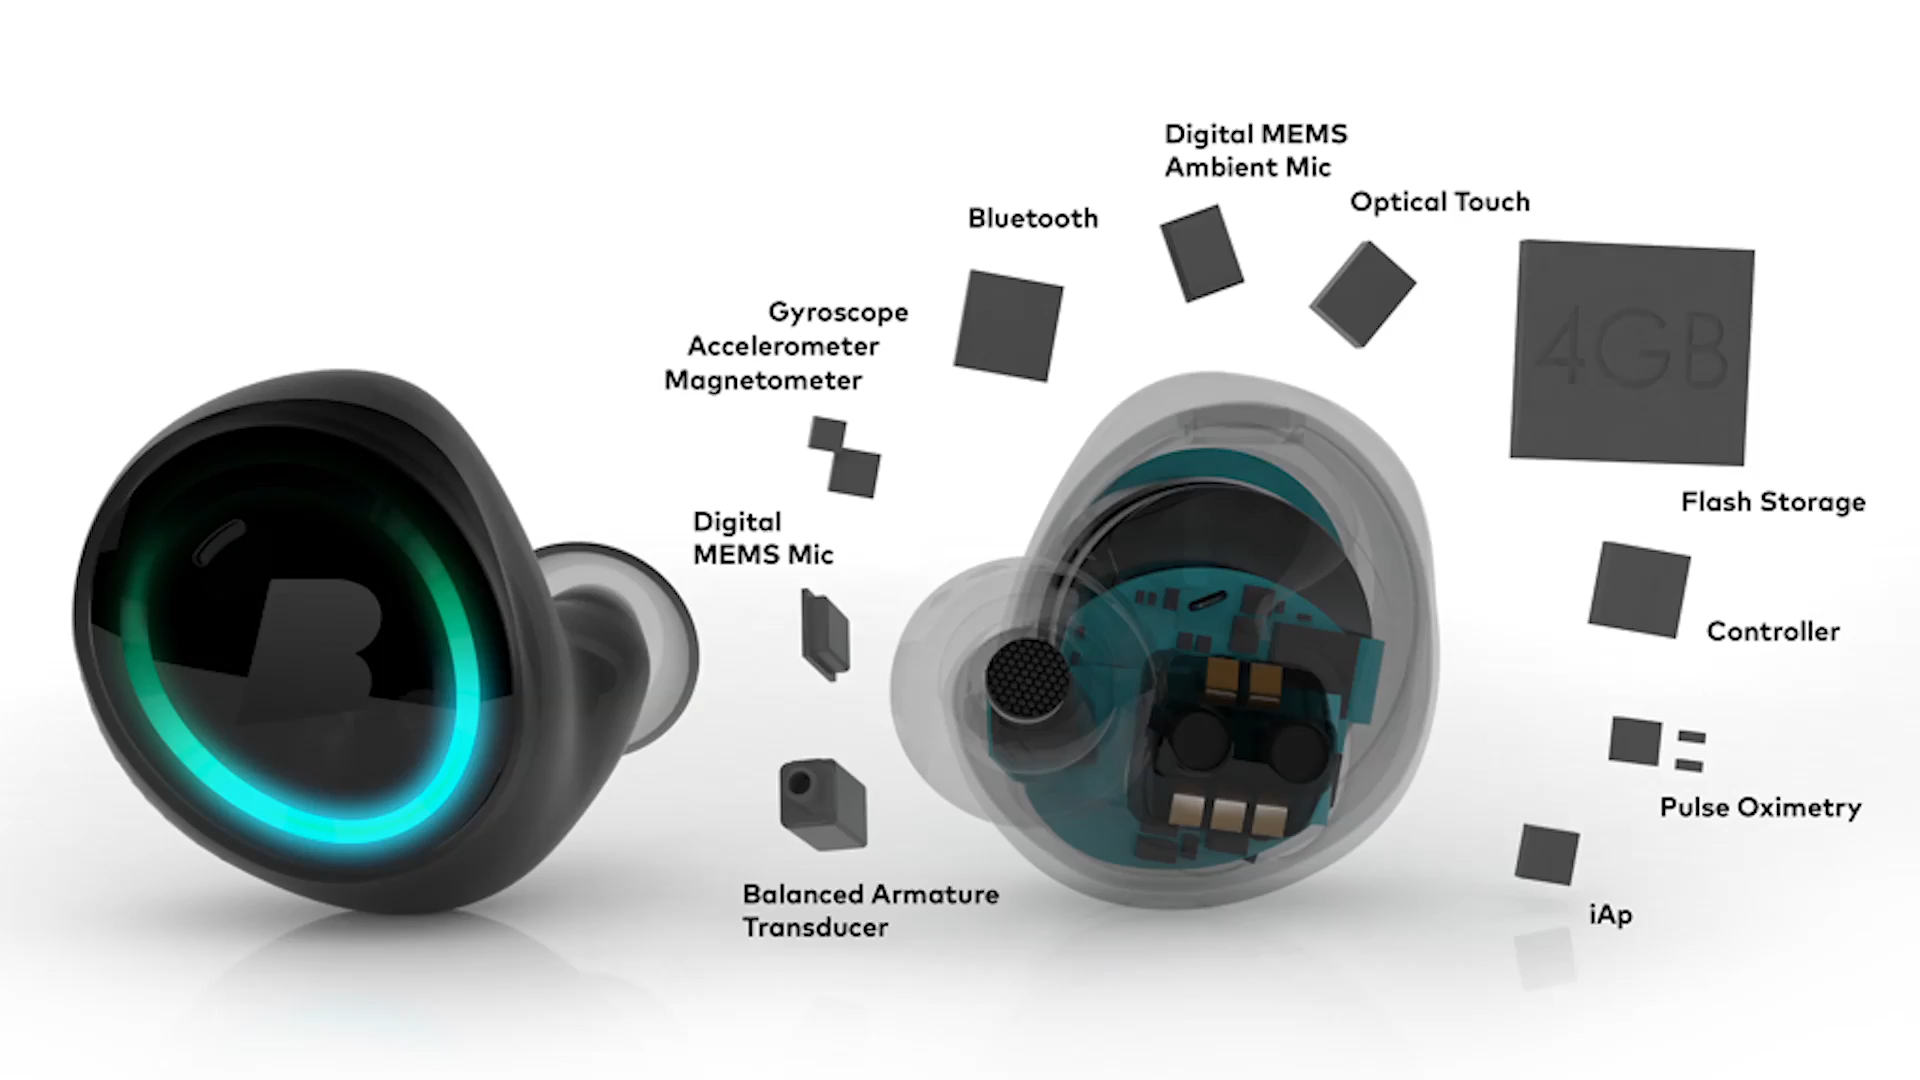 Digital MEMS
Ambient Mic
Optical Touch
Bluetooth
Gyroscope
Accelerometer
Magnetometer
4GB
Flash Storage
Digital
MEMS Mic
Controller
B
Pulse Oximetry
Balanced Armature
Transducer
iAp